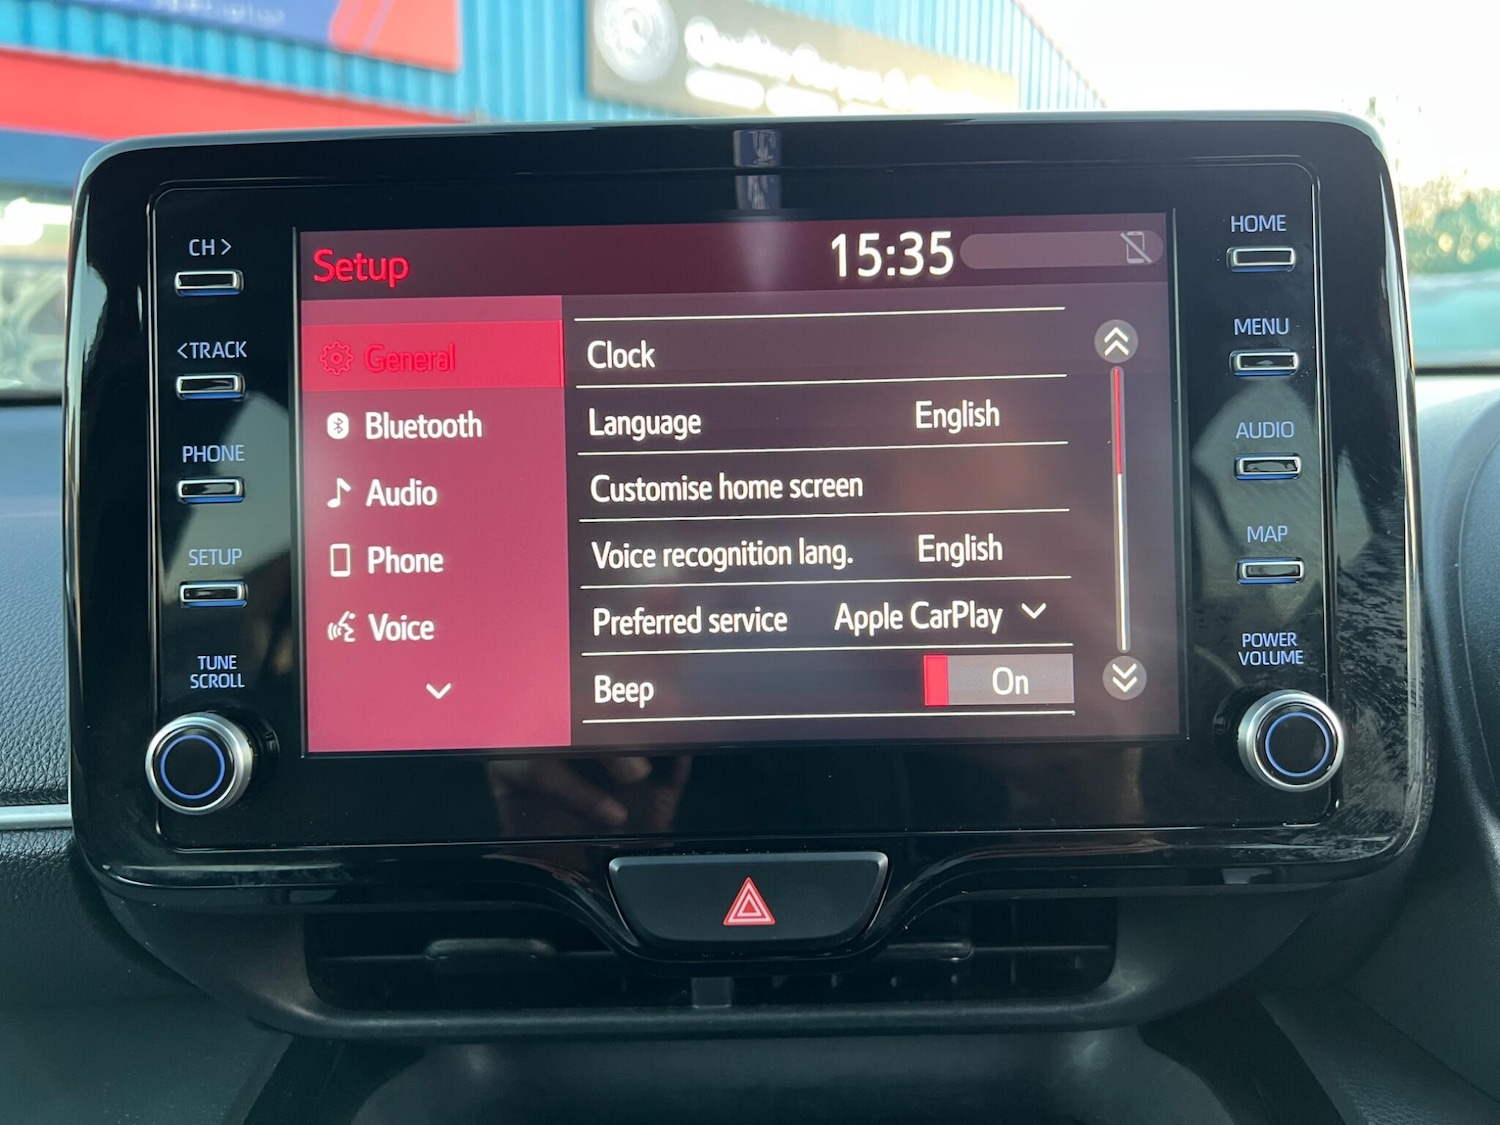 Specialist
CH>
<TRACK
PHONE
SETUP
TUNE
SCROLL
Setup
15:35
General
Bluetooth
Audio
Phone
Voice
Clock
Language English
Customise home screen
Voice recognition lang. English
Preferred service Apple CarPlay
Beep On
HOME
MENU
AUDIO
MAP
POWER
VOLUME